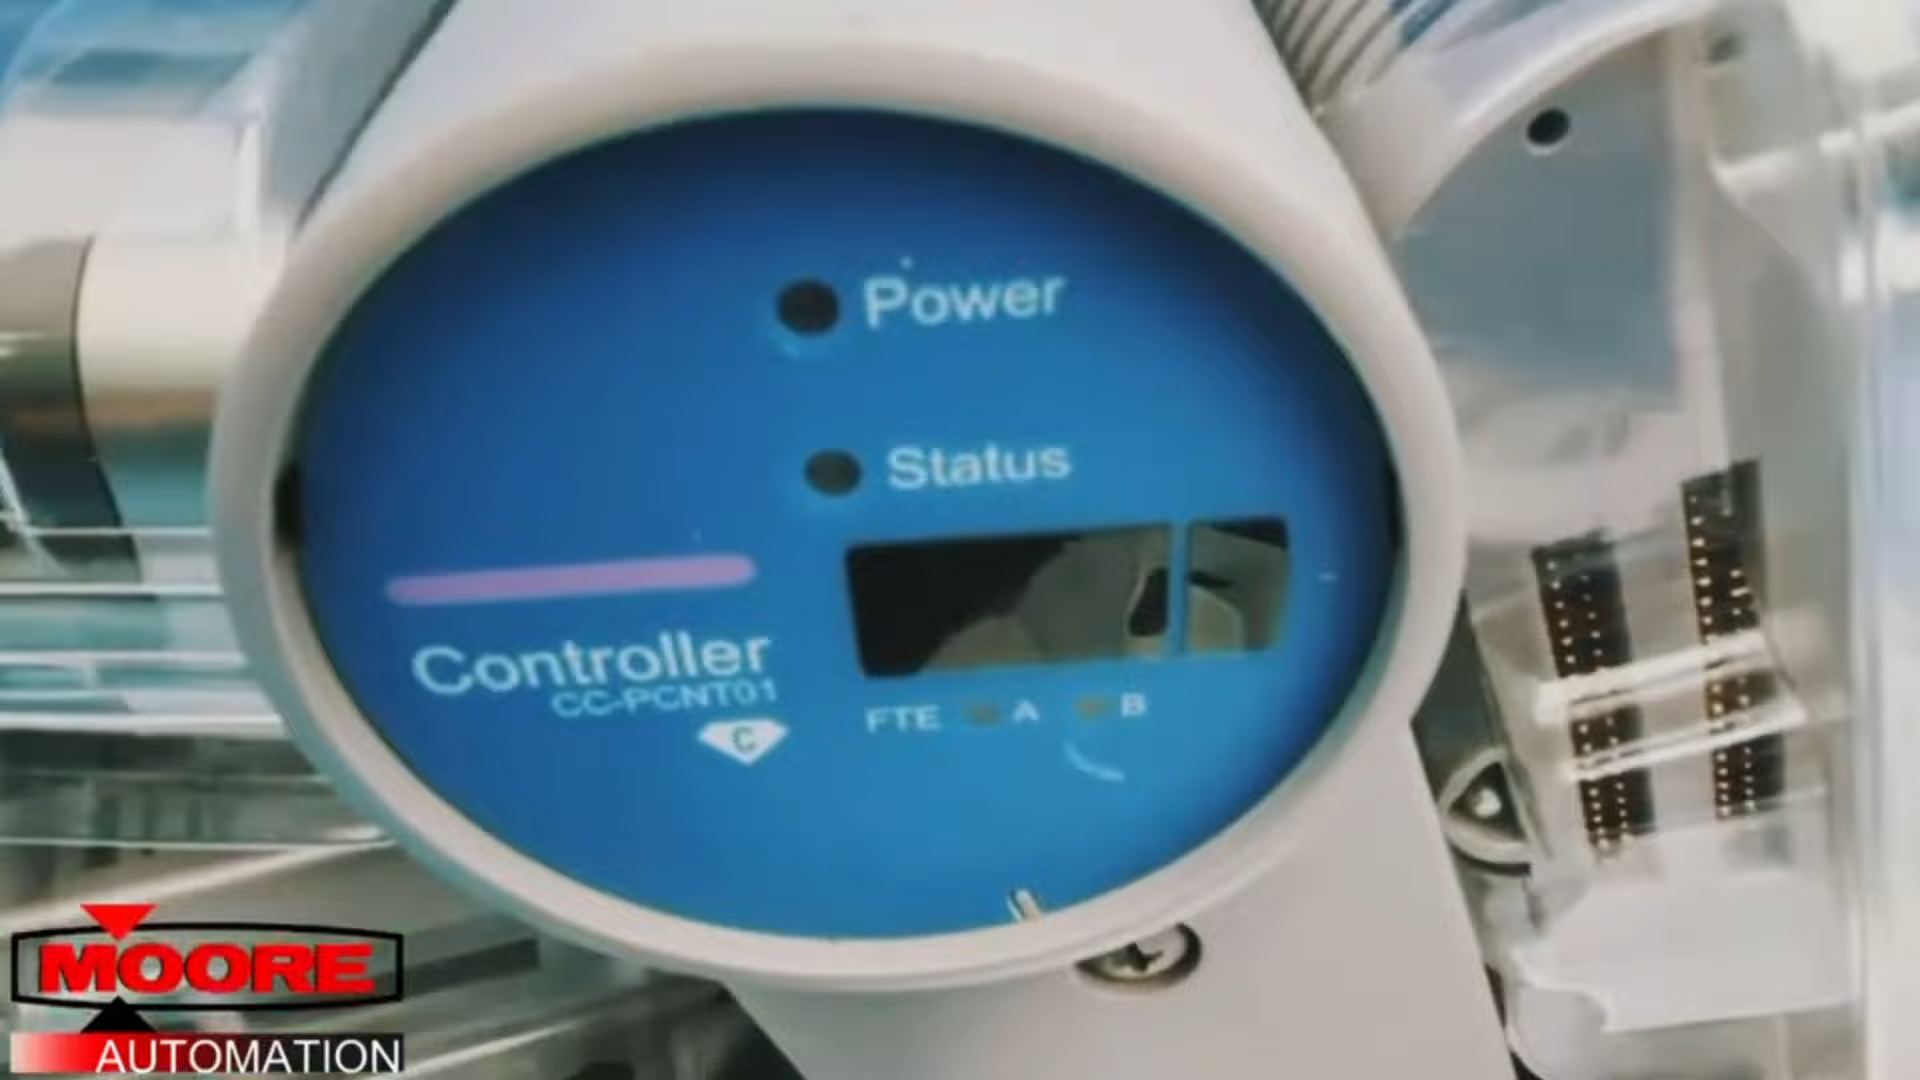 Power
Status
Controller
CC-PCNT01
C
FTE A B
MOORE
AUTOMATION